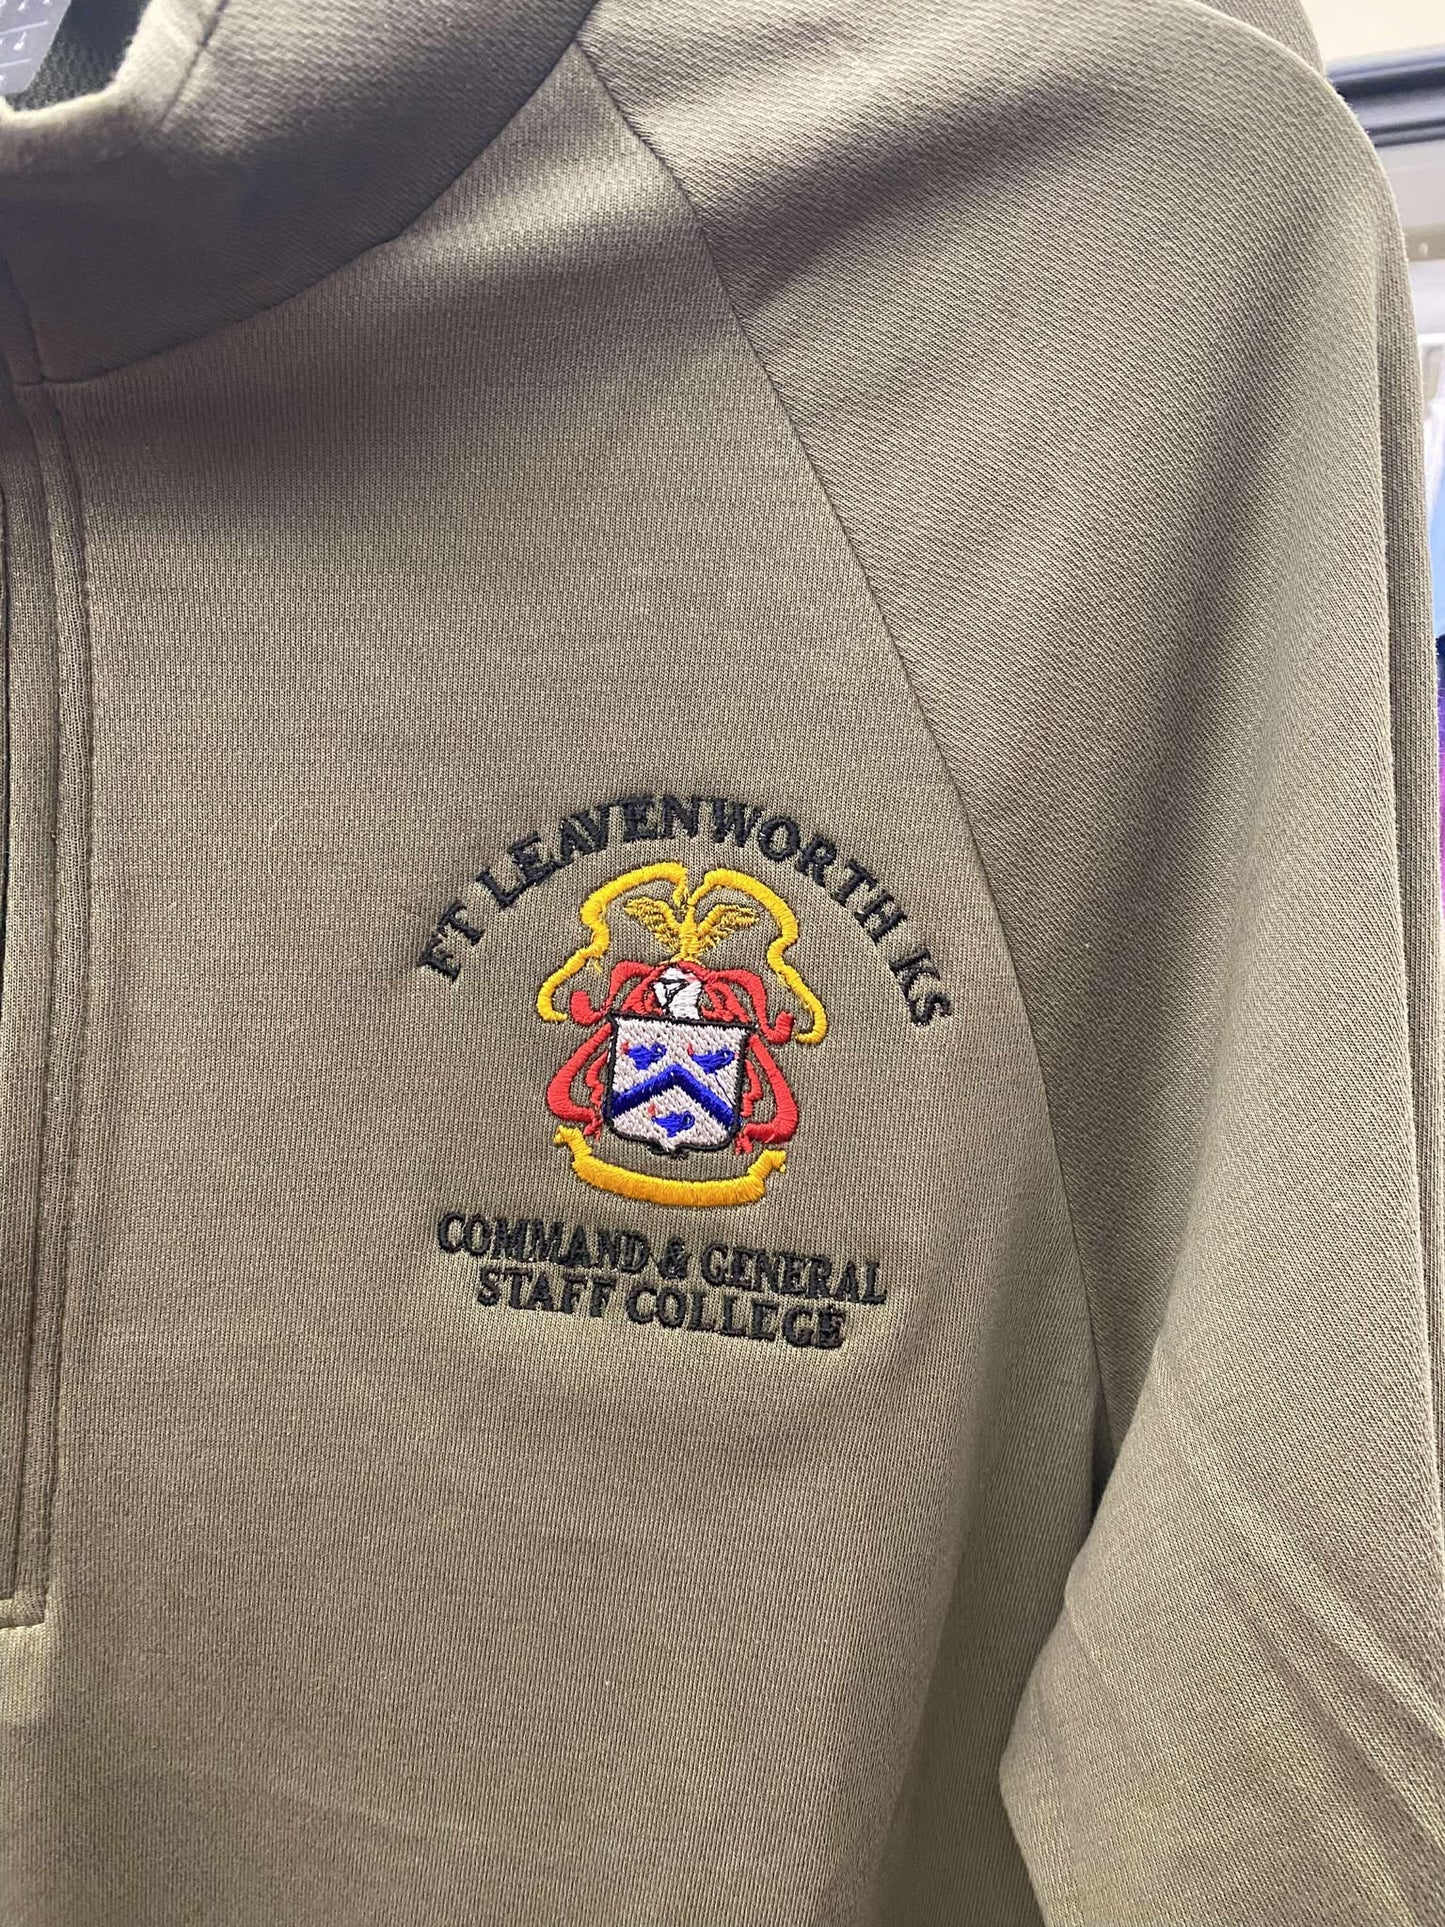 FT LEAVENWORTH KS
COMMAND & GENERAL
STAFF COLLEGE